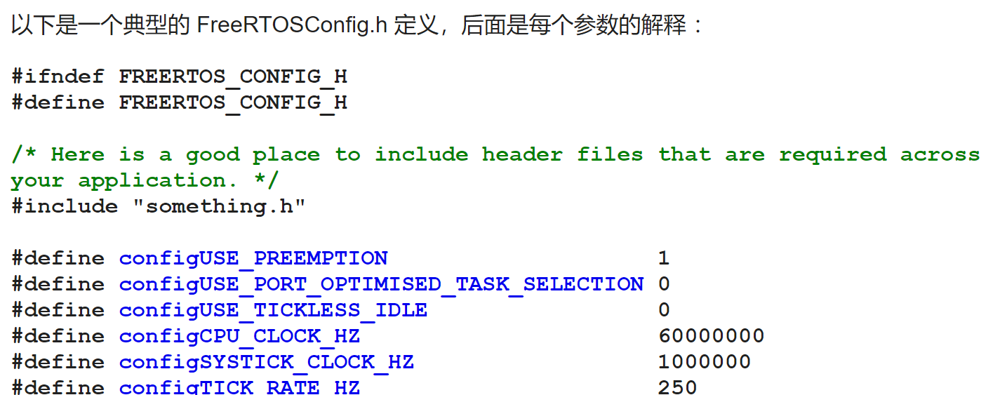 以下是一个典型的 FreeRTOSConfig.h 定义，后面是每个参数的解释：
#ifndef FREERTOS_CONFIG_H
#define FREERTOS_CONFIG_H
/* Here is a good place to include header files that are required across
your application. */
#include "something.h"
#define configUSE_PREEMPTION 1
#define configUSE_PORT_OPTIMISED_TASK_SELECTION 0
#define configUSE_TICKLESS_IDLE 0
#define configCPU_CLOCK_HZ 60000000
#define configSYSTICK_CLOCK_HZ 1000000
#define configTICK_RATE_HZ 250